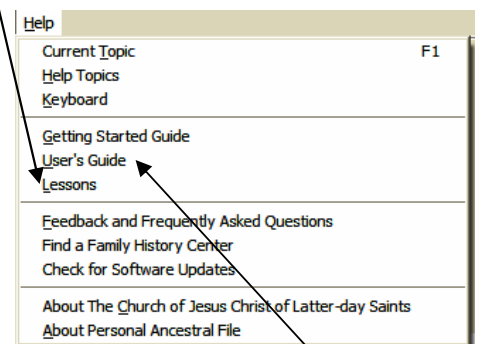 Help
Current Topic F1
Help Topics
Keyboard
Getting Started Guide
User's Guide
Lessons
Feedback and Frequently Asked Questions
Find a Family History Center
Check for Software Updates
About The Church of Jesus Christ of Latter-day Saints
About Personal Ancestral File